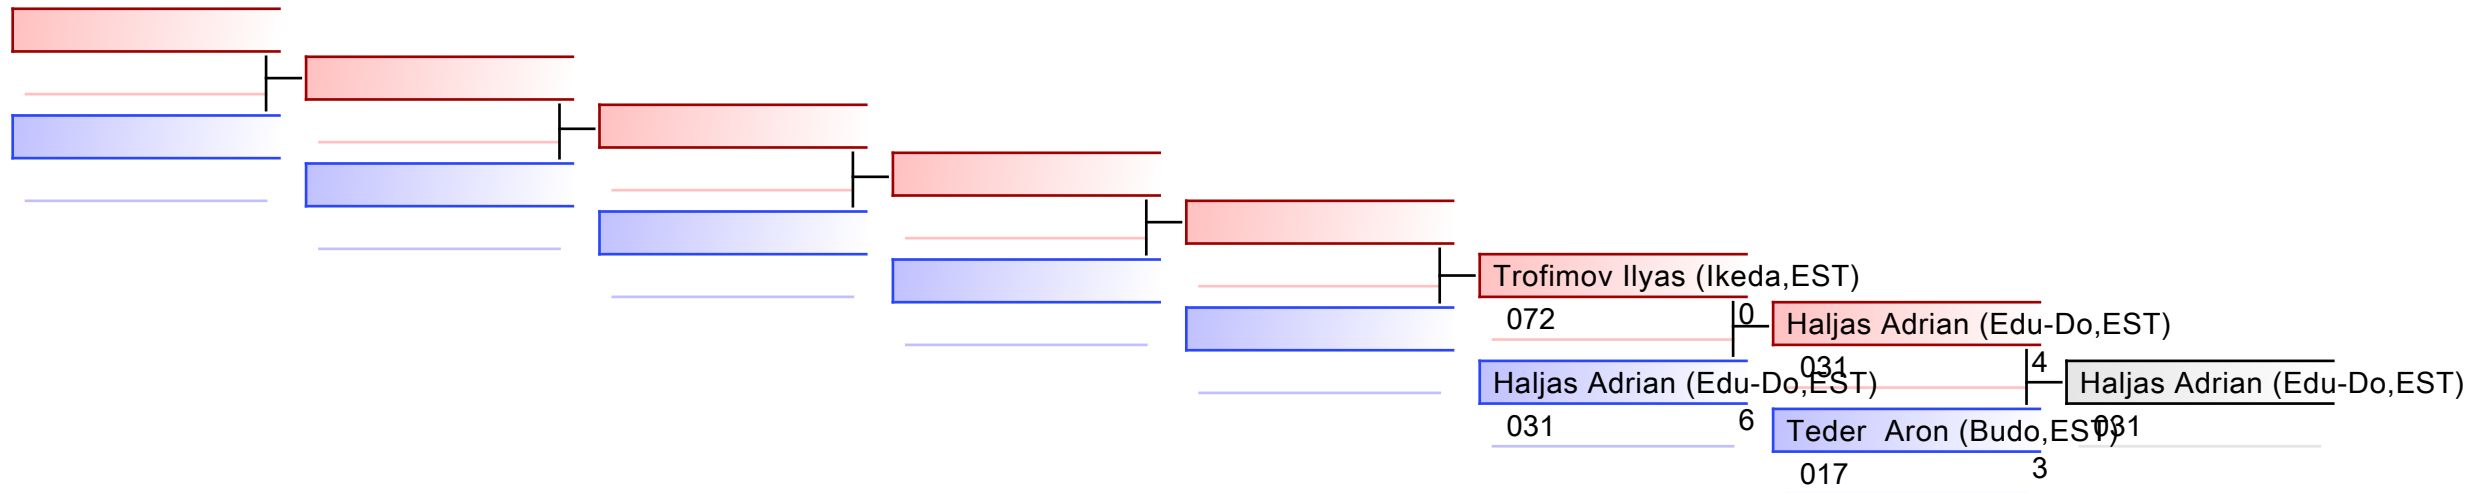 Trofimov Ilyas (Ikeda,EST)
072
0
Haljas Adrian (Edu-Do,EST)
031
6
Haljas Adrian (Edu-Do,EST)
031
4
Teder  Aron (Budo,EST)
017
3
Haljas Adrian (Edu-Do,EST)
031